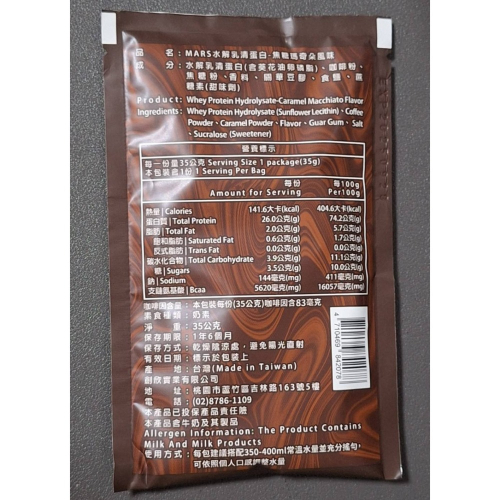 品　名：MARS水解乳清蛋白-焦糖瑪奇朵風味
成　分：水解乳清蛋白(含葵花油卵磷脂)、咖啡粉、
焦糖粉、香料、關華豆膠、食鹽、蔗
糖素(甜味劑)
Product: Whey Protein Hydrolysate-Caramel Macchiato Flavor
Ingredients: Whey Protein Hydrolysate (Sunflower Lecithin), Coffee
Powder, Caramel Powder, Flavor, Guar Gum, Salt
, Sucralose (Sweetener)
營養標示
每一份量35公克 Serving Size 1 package(35g)
本包裝含1份 1 Serving Per Bag
每份 每100g
Amount for Serving Per100g
熱量 | Calories 141.6大卡(kcal) 404.6大卡(kcal)
蛋白質 | Total Protein 26.0公克(g) 74.2公克(g)
脂肪 | Total Fat 2.0公克(g) 5.7公克(g)
飽和脂肪 | Saturated Fat 0.6公克(g) 1.7公克(g)
反式脂肪 | Trans Fat 0.0公克(g) 0.0公克(g)
碳水化合物 | Total Carbohydrate 3.9公克(g) 11.1公克(g)
糖 | Sugars 3.5公克(g) 10.0公克(g)
鈉 | Sodium 144毫克(mg) 411毫克(mg)
支鏈氨基酸 | Bcaa 5620毫克(mg) 16057毫克(mg)
咖啡因含量：本包裝每份(35公克)咖啡因含83毫克
素食種類：奶素
淨　重：35公克
保存期限：1年6個月
保存方式：乾燥陰涼處，避免陽光直射
有效日期：標示於包裝上
產　地：台灣(Made in Taiwan)
創欣實業有限公司
地　址：桃園市蘆竹區吉林路163號5樓
電　話：(02)8786-1109
本產品已投保產品責任險
本產品含牛奶及其製品
Allergen Information: The Product Contains
Milk And Milk Products
使用方式：每包建議搭配350-400ml常溫水量並充分搖勻，
可依照個人口感調整水量
4 710469 842078